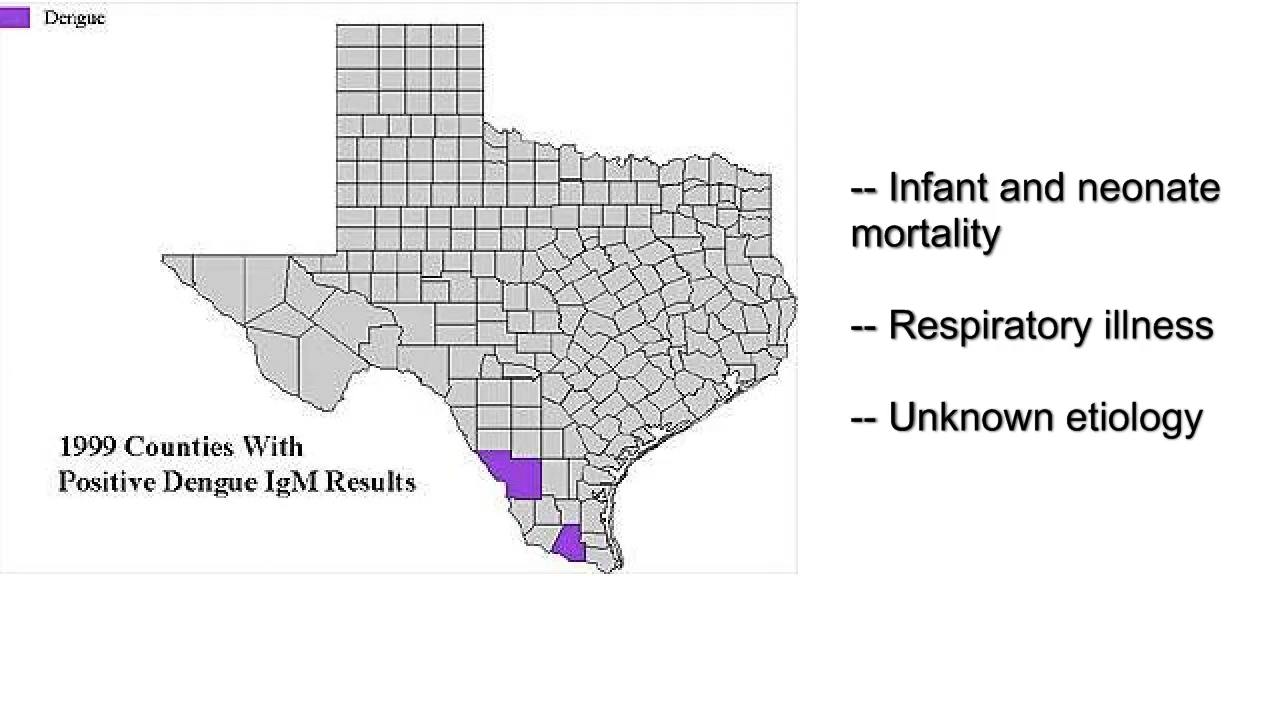 Dengue
1999 Counties With
Positive Dengue IgM Results
-- Infant and neonate
mortality
-- Respiratory illness
-- Unknown etiology